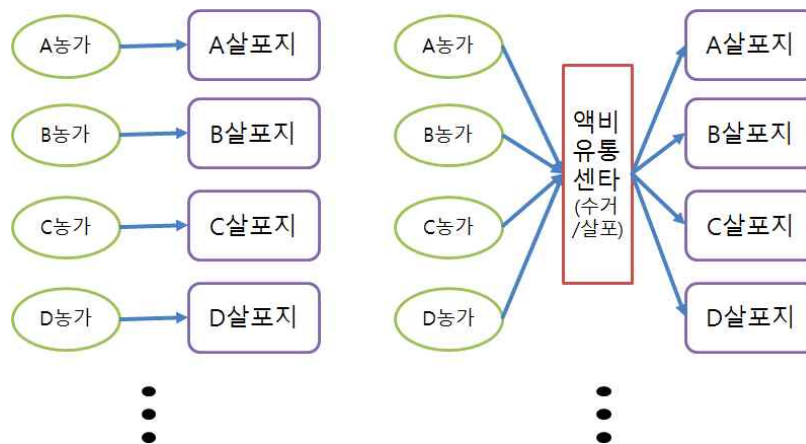 A농가
A살포지
B농가
B살포지
C농가
C살포지
D농가
D살포지
A농가
B농가
C농가
D농가
액비
유통
센타
(수거
/살포)
A살포지
B살포지
C살포지
D살포지